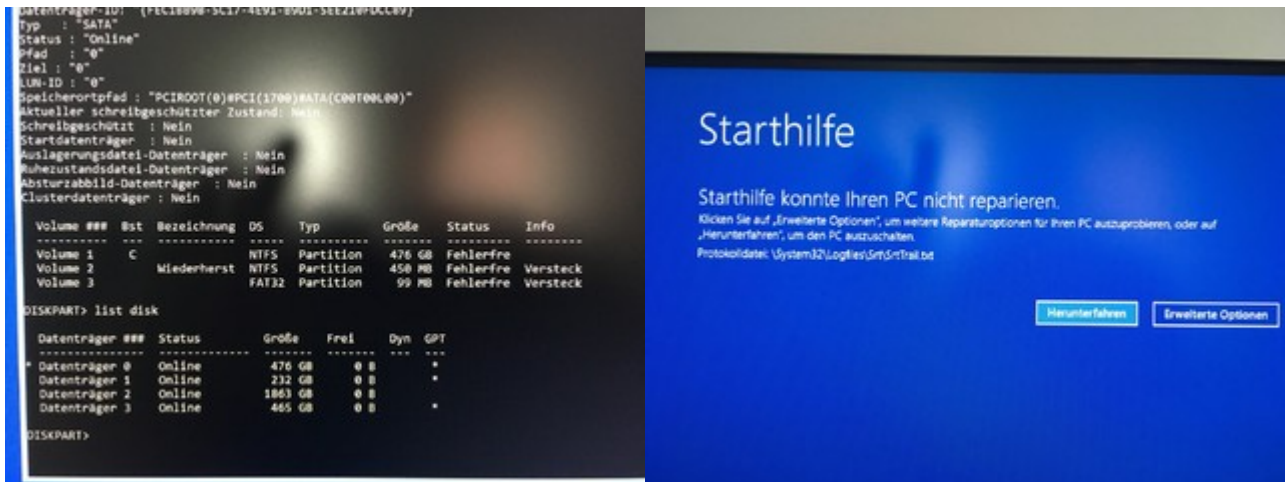 Datenträger-ID:
Typ : "SATA"
Status : "Online"
Pfad : "0"
Ziel : "0"
LUN-ID : "0"
Speicherortpfad : "PCIROOT(0)#PCI(1700)#ATA(C00T00L00)"
Aktueller schreibgeschützter Zustand: Nein
Schreibgeschützt : Nein
Startdatenträger : Nein
Auslagerungsdatei-Datenträger : Nein
Ruhezustandsdatei-Datenträger : Nein
Absturzabbild-Datenträger : Nein
Clusterdatenträger : Nein
Volume ### Bst Bezeichnung DS Typ Größe Status Info
Volume 1 C NTFS Partition 476 GB Fehlerfre
Volume 2 Wiederherst NTFS Partition 450 MB Fehlerfre Versteck
Volume 3 FAT32 Partition 99 MB Fehlerfre Versteck
DISKPART> list disk
Datenträger ### Status Größe Frei Dyn GPT
* Datenträger 0 Online 476 GB 0 B *
Datenträger 1 Online 232 GB 0 B *
Datenträger 2 Online 1863 GB 0 B
Datenträger 3 Online 465 GB 0 B *
DISKPART>
Starthilfe
Starthilfe konnte Ihren PC nicht reparieren.
Klicken Sie auf „Erweiterte Optionen", um weitere Reparaturoptionen für Ihren PC auszuprobieren, oder auf
„Herunterfahren", um den PC auszuschalten.
Protokolldatei: \System32\Logfiles\Srt\SrtTrail.txt
Herunterfahren Erweiterte Optionen